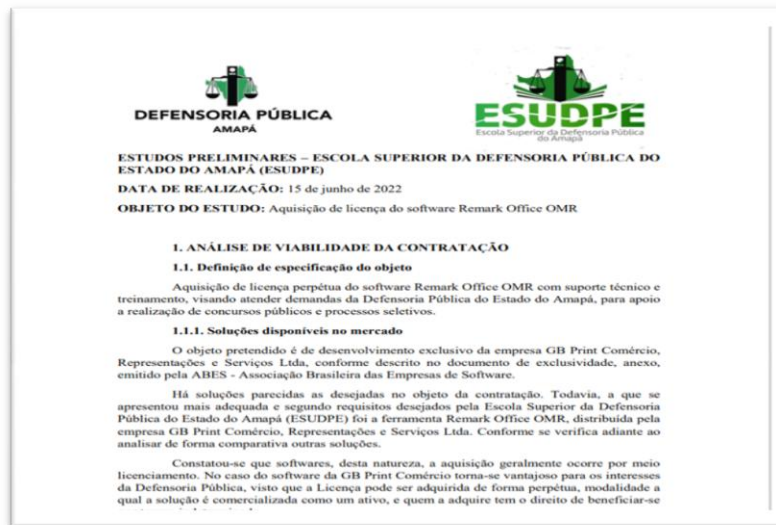 DEFENSORIA PÚBLICA
AMAPÁ
ESUDPE
Escola Superior da Defensoria Pública
do Amapá
ESTUDOS PRELIMINARES – ESCOLA SUPERIOR DA DEFENSORIA PÚBLICA DO
ESTADO DO AMAPÁ (ESUDPE)
DATA DE REALIZAÇÃO: 15 de junho de 2022
OBJETO DO ESTUDO: Aquisição de licença do software Remark Office OMR
1. ANÁLISE DE VIABILIDADE DA CONTRATAÇÃO
1.1. Definição de especificação do objeto
Aquisição de licença perpétua do software Remark Office OMR com suporte técnico e
treinamento, visando atender demandas da Defensoria Pública do Estado do Amapá, para apoio
a realização de concursos públicos e processos seletivos.
1.1.1. Soluções disponíveis no mercado
O objeto pretendido é de desenvolvimento exclusivo da empresa GB Print Comércio,
Representações e Serviços Ltda, conforme descrito no documento de exclusividade, anexo,
emitido pela ABES - Associação Brasileira das Empresas de Software.
Há soluções parecidas as desejadas no objeto da contratação. Todavia, a que se
apresentou mais adequada e segundo requisitos desejados pela Escola Superior da Defensoria
Pública do Estado do Amapá (ESUDPE) foi a ferramenta Remark Office OMR, distribuída pela
empresa GB Print Comércio, Representações e Serviços Ltda. Conforme se verifica adiante ao
analisar de forma comparativa outras soluções.
Constatou-se que softwares, desta natureza, a aquisição geralmente ocorre por meio
licenciamento. No caso do software da GB Print Comércio torna-se vantajoso para os interesses
da Defensoria Pública, visto que a Licença pode ser adquirida de forma perpétua, modalidade a
qual a solução é comercializada como um ativo, e quem a adquire tem o direito de beneficiar-se